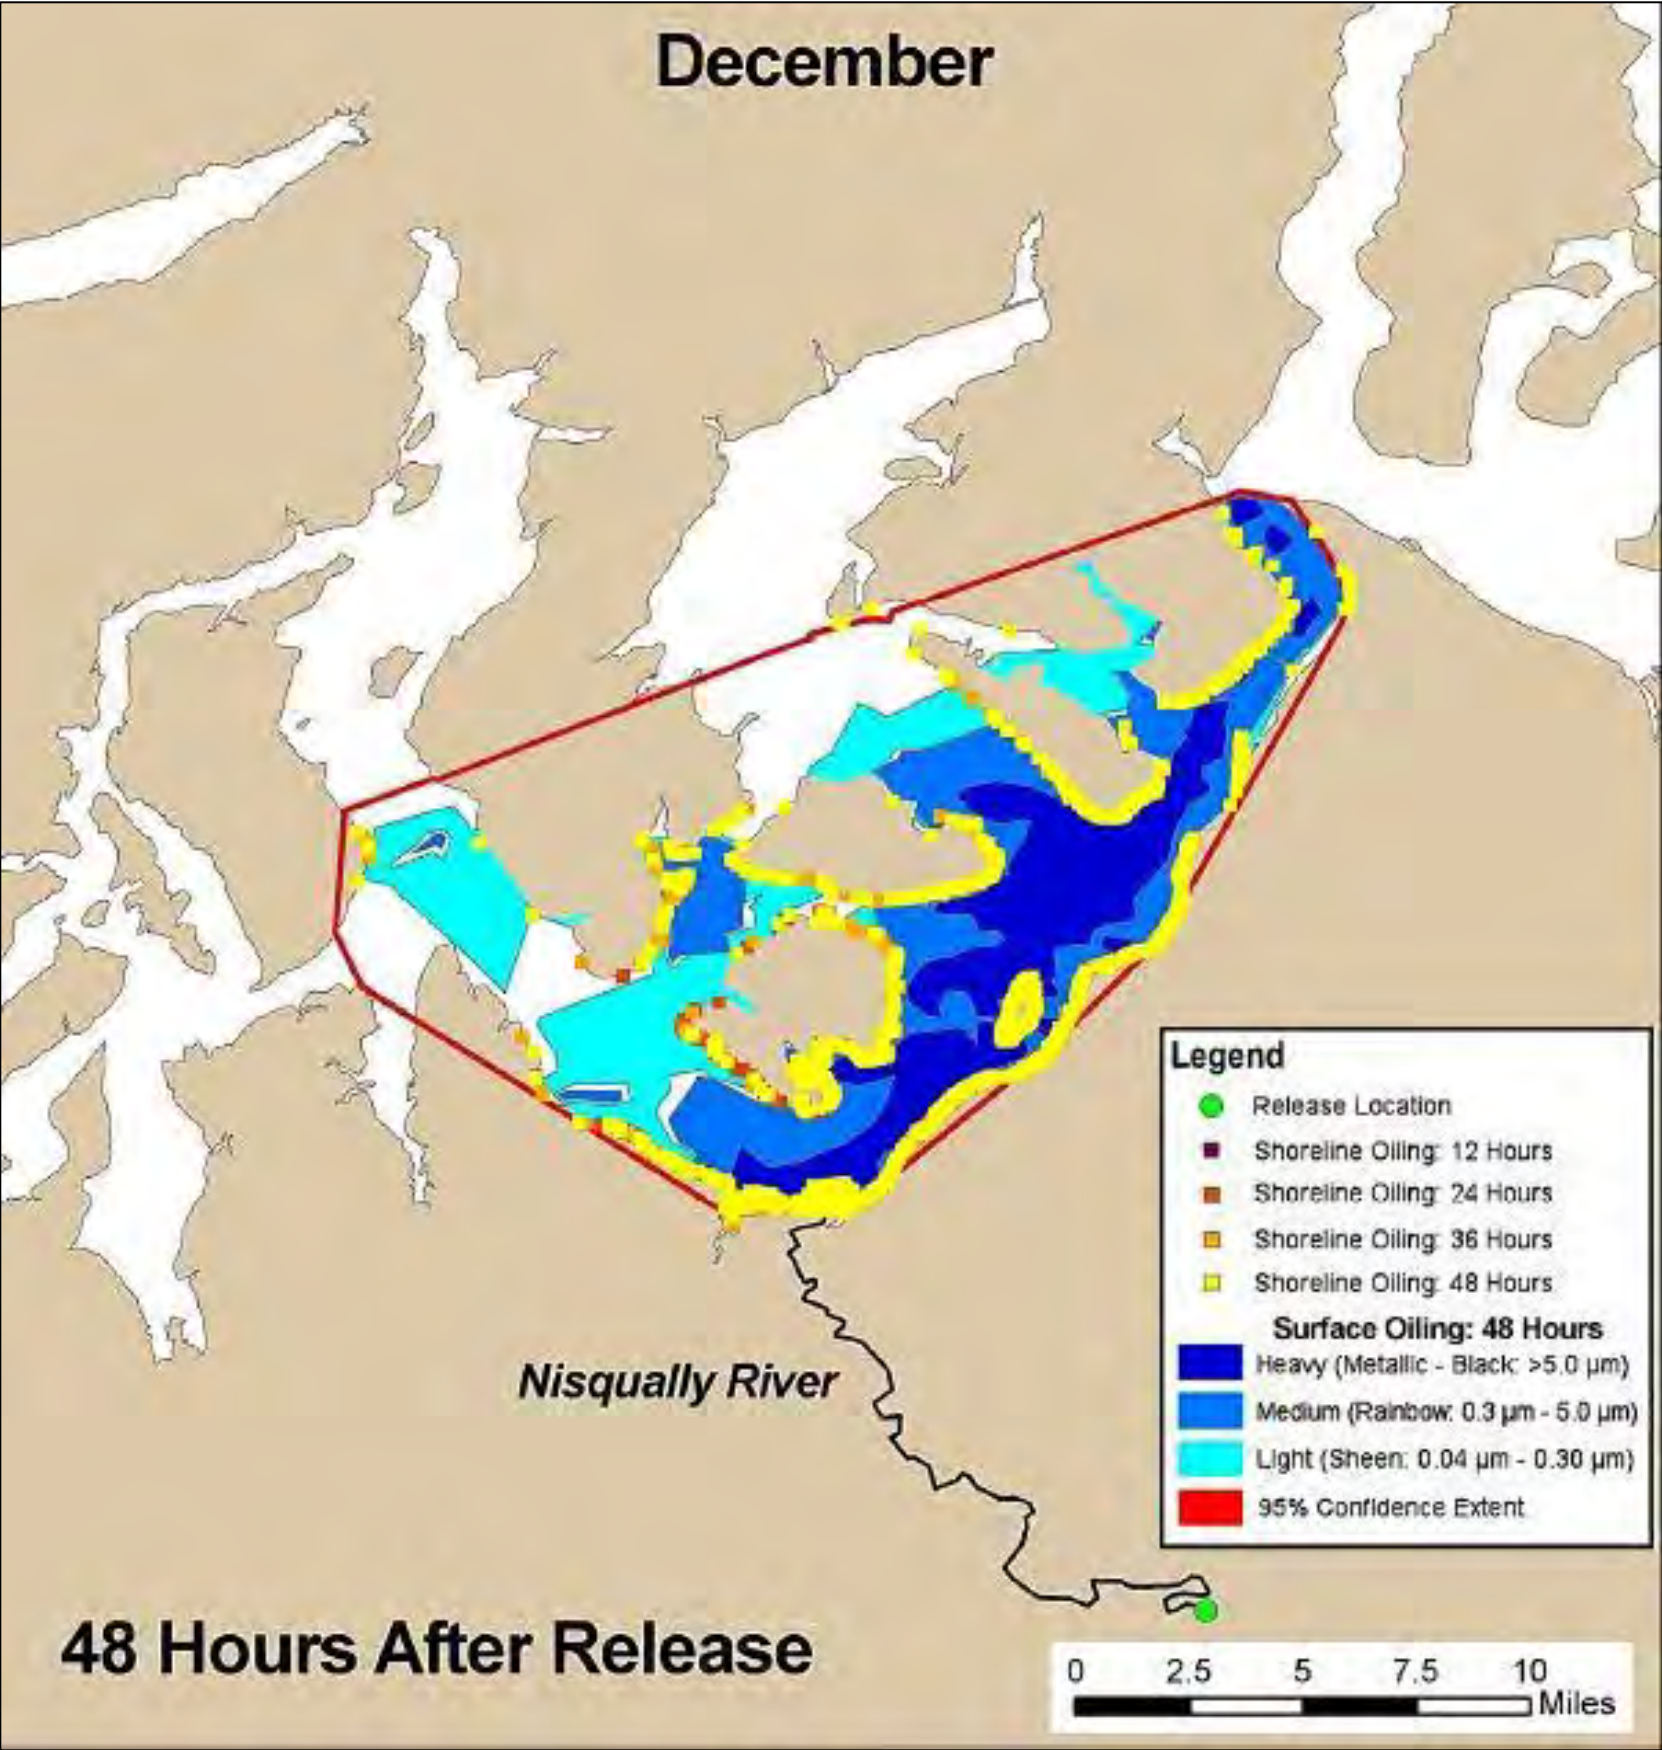 December
Legend
Release Location
Shoreline Oiling: 12 Hours
Shoreline Oiling: 24 Hours
Shoreline Oiling: 36 Hours
Shoreline Oiling: 48 Hours
Surface Oiling: 48 Hours
Heavy (Metallic - Black: >5.0 µm)
Medium (Rainbow: 0.3 µm - 5.0 µm)
Light (Sheen: 0.04 µm - 0.30 µm)
95% Confidence Extent
Nisqually River
48 Hours After Release
0 2.5 5 7.5 10
Miles